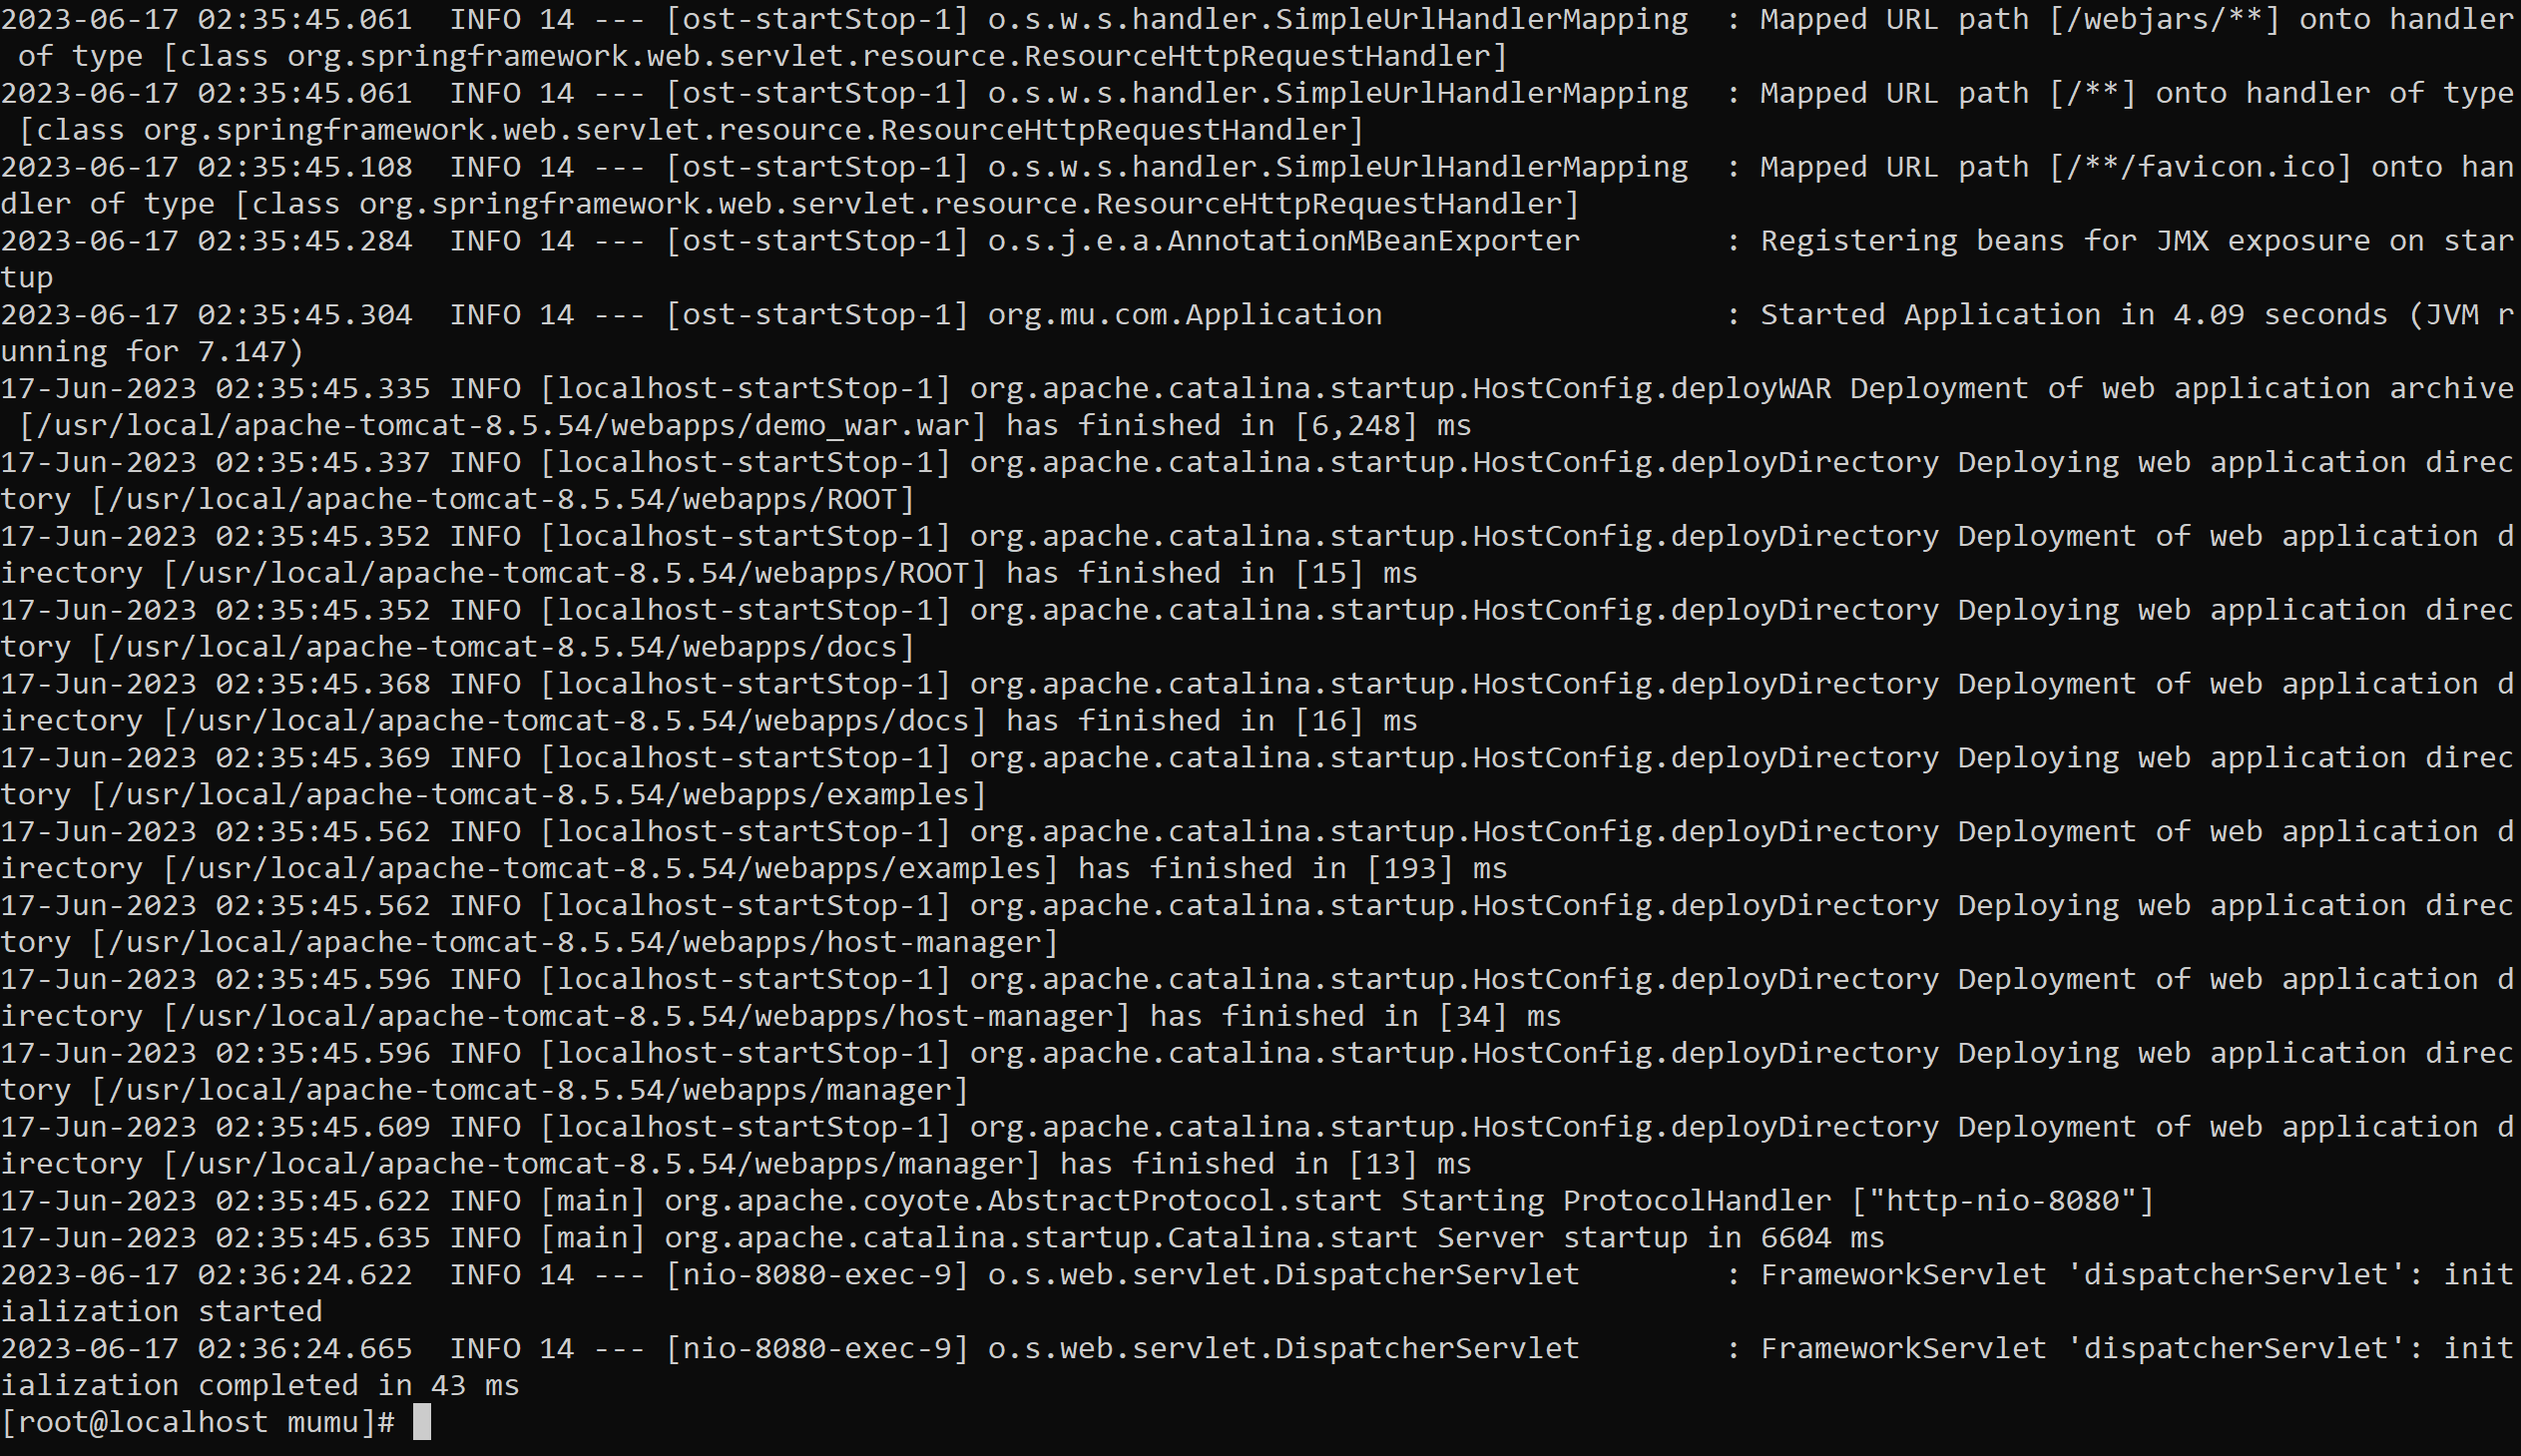 2023-06-17 02:35:45.061  INFO 14 --- [ost-startStop-1] o.s.w.s.handler.SimpleUrlHandlerMapping  : Mapped URL path [/webjars/**] onto handler
 of type [class org.springframework.web.servlet.resource.ResourceHttpRequestHandler]
2023-06-17 02:35:45.061  INFO 14 --- [ost-startStop-1] o.s.w.s.handler.SimpleUrlHandlerMapping  : Mapped URL path [/**] onto handler of type
 [class org.springframework.web.servlet.resource.ResourceHttpRequestHandler]
2023-06-17 02:35:45.108  INFO 14 --- [ost-startStop-1] o.s.w.s.handler.SimpleUrlHandlerMapping  : Mapped URL path [/**/favicon.ico] onto han
dler of type [class org.springframework.web.servlet.resource.ResourceHttpRequestHandler]
2023-06-17 02:35:45.284  INFO 14 --- [ost-startStop-1] o.s.j.e.a.AnnotationMBeanExporter        : Registering beans for JMX exposure on star
tup
2023-06-17 02:35:45.304  INFO 14 --- [ost-startStop-1] org.mu.com.Application                   : Started Application in 4.09 seconds (JVM r
unning for 7.147)
17-Jun-2023 02:35:45.335 INFO [localhost-startStop-1] org.apache.catalina.startup.HostConfig.deployWAR Deployment of web application archive
 [/usr/local/apache-tomcat-8.5.54/webapps/demo_war.war] has finished in [6,248] ms
17-Jun-2023 02:35:45.337 INFO [localhost-startStop-1] org.apache.catalina.startup.HostConfig.deployDirectory Deploying web application direc
tory [/usr/local/apache-tomcat-8.5.54/webapps/ROOT]
17-Jun-2023 02:35:45.352 INFO [localhost-startStop-1] org.apache.catalina.startup.HostConfig.deployDirectory Deployment of web application d
irectory [/usr/local/apache-tomcat-8.5.54/webapps/ROOT] has finished in [15] ms
17-Jun-2023 02:35:45.352 INFO [localhost-startStop-1] org.apache.catalina.startup.HostConfig.deployDirectory Deploying web application direc
tory [/usr/local/apache-tomcat-8.5.54/webapps/docs]
17-Jun-2023 02:35:45.368 INFO [localhost-startStop-1] org.apache.catalina.startup.HostConfig.deployDirectory Deployment of web application d
irectory [/usr/local/apache-tomcat-8.5.54/webapps/docs] has finished in [16] ms
17-Jun-2023 02:35:45.369 INFO [localhost-startStop-1] org.apache.catalina.startup.HostConfig.deployDirectory Deploying web application direc
tory [/usr/local/apache-tomcat-8.5.54/webapps/examples]
17-Jun-2023 02:35:45.562 INFO [localhost-startStop-1] org.apache.catalina.startup.HostConfig.deployDirectory Deployment of web application d
irectory [/usr/local/apache-tomcat-8.5.54/webapps/examples] has finished in [193] ms
17-Jun-2023 02:35:45.562 INFO [localhost-startStop-1] org.apache.catalina.startup.HostConfig.deployDirectory Deploying web application direc
tory [/usr/local/apache-tomcat-8.5.54/webapps/host-manager]
17-Jun-2023 02:35:45.596 INFO [localhost-startStop-1] org.apache.catalina.startup.HostConfig.deployDirectory Deployment of web application d
irectory [/usr/local/apache-tomcat-8.5.54/webapps/host-manager] has finished in [34] ms
17-Jun-2023 02:35:45.596 INFO [localhost-startStop-1] org.apache.catalina.startup.HostConfig.deployDirectory Deploying web application direc
tory [/usr/local/apache-tomcat-8.5.54/webapps/manager]
17-Jun-2023 02:35:45.609 INFO [localhost-startStop-1] org.apache.catalina.startup.HostConfig.deployDirectory Deployment of web application d
irectory [/usr/local/apache-tomcat-8.5.54/webapps/manager] has finished in [13] ms
17-Jun-2023 02:35:45.622 INFO [main] org.apache.coyote.AbstractProtocol.start Starting ProtocolHandler ["http-nio-8080"]
17-Jun-2023 02:35:45.635 INFO [main] org.apache.catalina.startup.Catalina.start Server startup in 6604 ms
2023-06-17 02:36:24.622  INFO 14 --- [nio-8080-exec-9] o.s.web.servlet.DispatcherServlet        : FrameworkServlet 'dispatcherServlet': init
ialization started
2023-06-17 02:36:24.665  INFO 14 --- [nio-8080-exec-9] o.s.web.servlet.DispatcherServlet        : FrameworkServlet 'dispatcherServlet': init
ialization completed in 43 ms
[root@localhost mumu]#